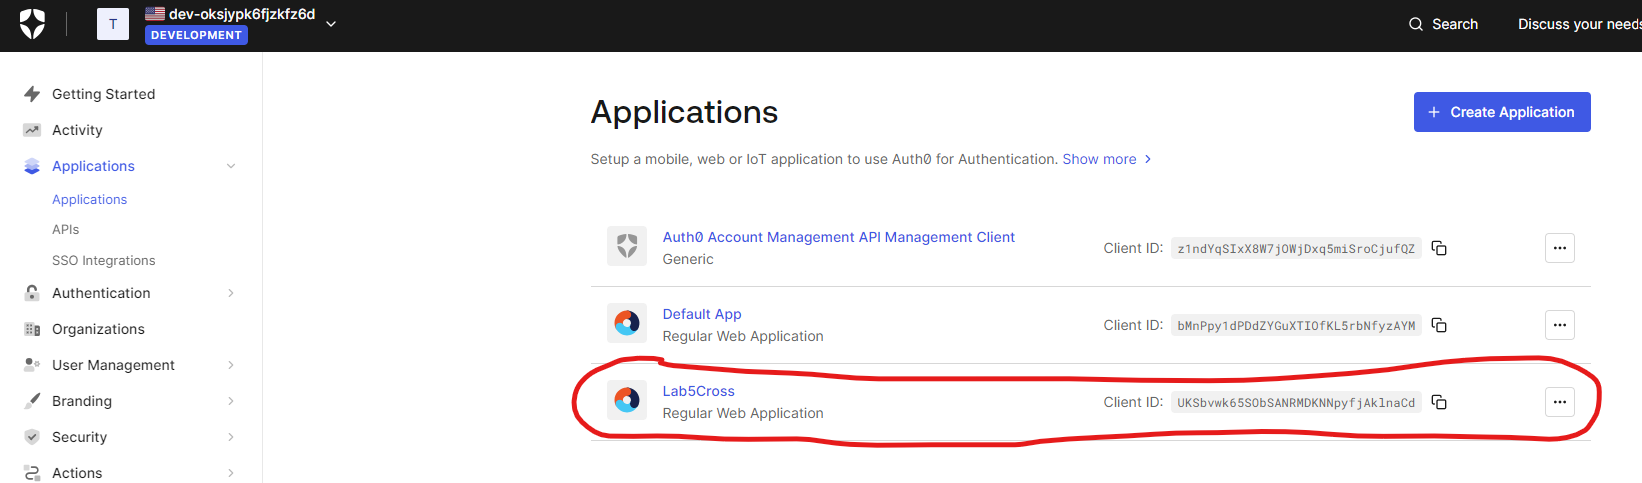 T
dev-oksjypk6fjzkfz6d
DEVELOPMENT
Search
Discuss your needs
Getting Started
Activity
Applications
Applications
APIs
SSO Integrations
Authentication
Organizations
User Management
Branding
Security
Actions
Applications
+ Create Application
Setup a mobile, web or IoT application to use Auth0 for Authentication. Show more
Auth0 Account Management API Management Client
Generic
Client ID: z1ndYqSIxX8W7jOWjDxq5miSroCjufQZ
Default App
Regular Web Application
Client ID: bMnPpy1dPDdZYGuXTIOfKL5rbNfyzAYM
Lab5Cross
Regular Web Application
Client ID: UKSbvwk65SObSANRMDKNNpyfjAklnaCd